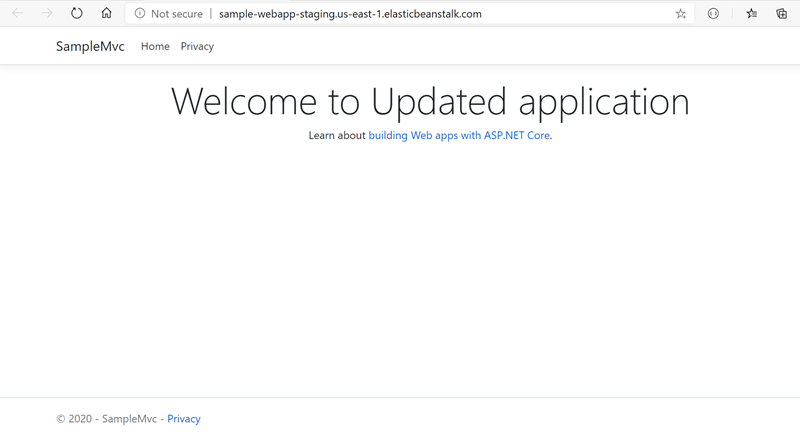 Not secure | sample-webapp-staging.us-east-1.elasticbeanstalk.com
SampleMvc Home Privacy
Welcome to Updated application
Learn about building Web apps with ASP.NET Core.
© 2020 - SampleMvc - Privacy